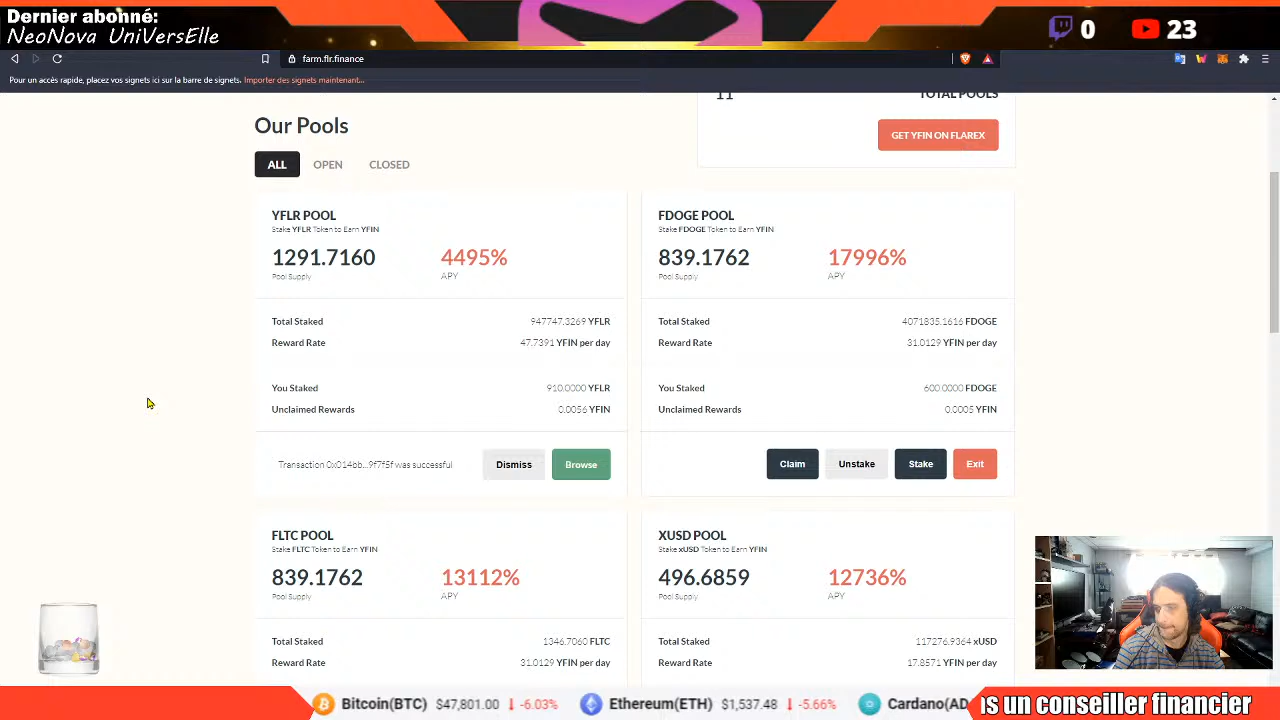 Dernier abonné:
NeoNova UniVersElle
0
23
farm.flr.finance
Pour un accès rapide, placez vos signets ici sur la barre de signets. Importer des signets maintenant...
11 TOTAL POOLS
Our Pools
GET YFIN ON FLAREX
ALL OPEN CLOSED
YFLR POOL
Stake YFLR Token to Earn YFIN
1291.7160 4495%
Pool Supply APY
Total Staked 947747.3269 YFLR
Reward Rate 47.7391 YFIN per day
You Staked 910.0000 YFLR
Unclaimed Rewards 0.0056 YFIN
Transaction 0x014bb...9f7f5f was successful Dismiss Browse
FDOGE POOL
Stake FDOGE Token to Earn YFIN
839.1762 17996%
Pool Supply APY
Total Staked 4071835.1616 FDOGE
Reward Rate 31.0129 YFIN per day
You Staked 600.0000 FDOGE
Unclaimed Rewards 0.0005 YFIN
Claim Unstake Stake Exit
FLTC POOL
Stake FLTC Token to Earn YFIN
839.1762 13112%
Pool Supply APY
Total Staked 1346.7060 FLTC
Reward Rate 31.0129 YFIN per day
XUSD POOL
Stake xUSD Token to Earn YFIN
496.6859 12736%
Pool Supply APY
Total Staked 117276.9364 xUSD
Reward Rate YFIN per day
Bitcoin(BTC) $47,801.00 -6.03% Ethereum(ETH) $1,537.48 -5.66% Cardano(AD
is un conseiller financier